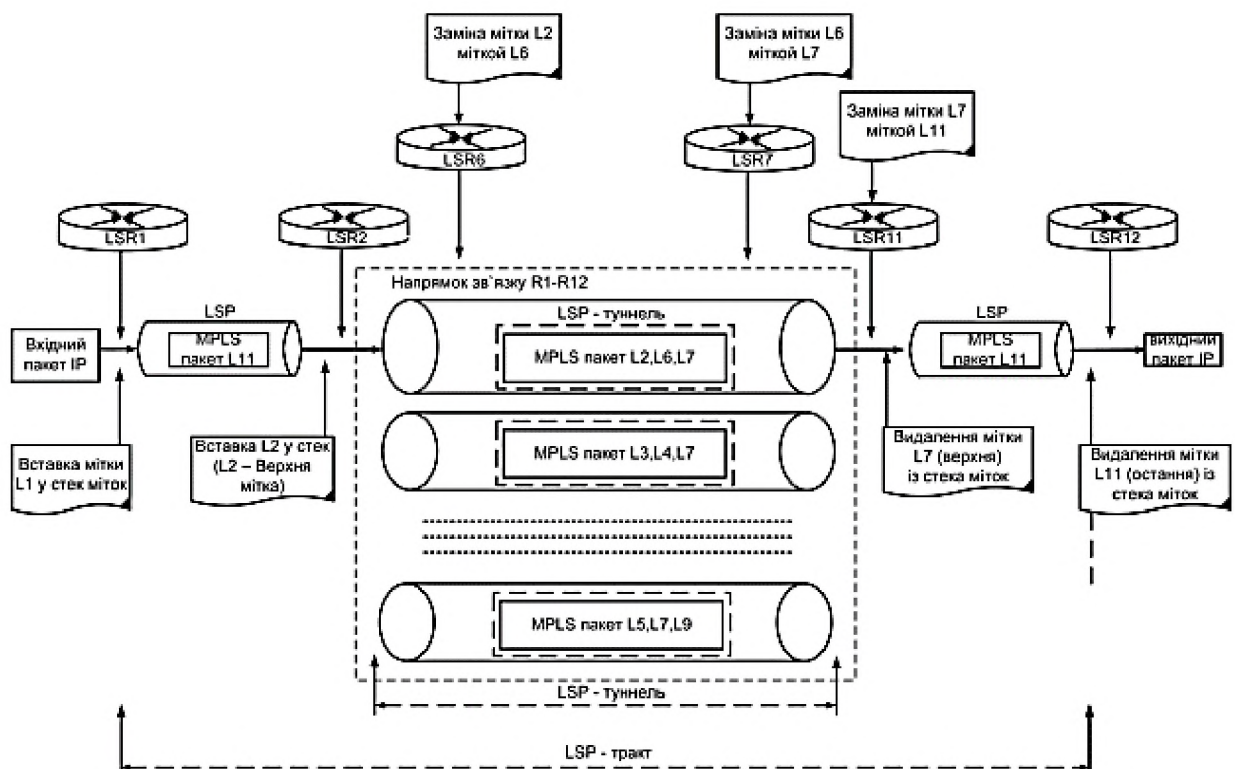 Заміна мітки L2
міткой L6
Заміна мітки L6
міткой L7
Заміна мітки L7
міткой L11
LSR6
LSR7
LSR1
LSR2
LSR11
LSR12
Напрямок зв`язку R1-R12
LSP
LSP - туннель
LSP
Вхідний
пакет IP
MPLS
пакет L11
MPLS пакет L2,L6,L7
MPLS
пакет L11
вихідний
пакет IP
Вставка мітки
L1 у стек міток
Вставка L2 у стек
(L2 – Верхня
мітка)
MPLS пакет L3,L4,L7
Видалення мітки
L7 (верхня)
із стека міток
Видалення мітки
L11 (остання) із
стека міток
MPLS пакет L5,L7,L9
LSP - туннель
LSP - тракт